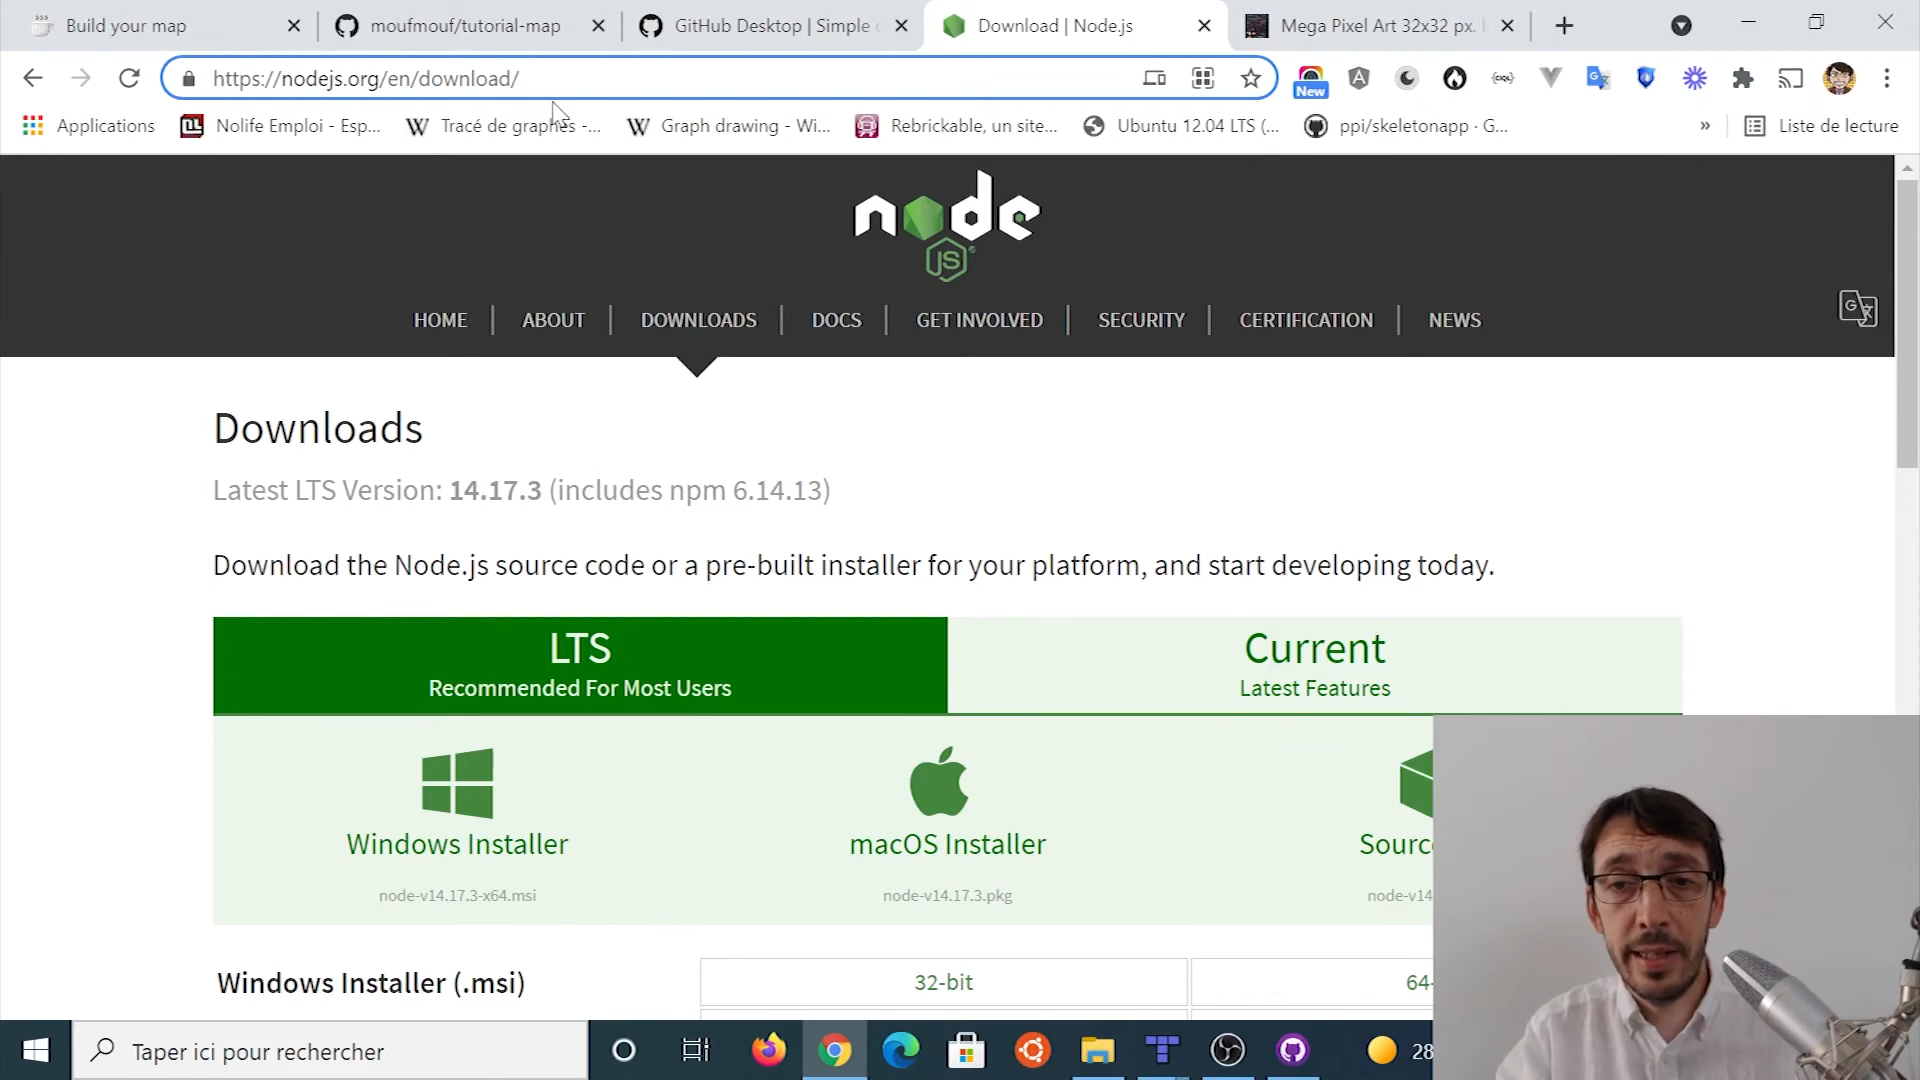 Build your map
moufmouf/tutorial-map
GitHub Desktop | Simple c
Download | Node.js
Mega Pixel Art 32x32 px.
https://nodejs.org/en/download/
New
Applications
Nolife Emploi - Esp...
Tracé de graphes -...
Graph drawing - Wi...
Rebrickable, un site...
Ubuntu 12.04 LTS (...
ppi/skeletonapp · G...
»
Liste de lecture
node
JS
HOME
ABOUT
DOWNLOADS
DOCS
GET INVOLVED
SECURITY
CERTIFICATION
NEWS
Downloads
Latest LTS Version: 14.17.3 (includes npm 6.14.13)
Download the Node.js source code or a pre-built installer for your platform, and start developing today.
LTS
Recommended For Most Users
Current
Latest Features
Windows Installer
node-v14.17.3-x64.msi
macOS Installer
node-v14.17.3.pkg
Sourc
node-v14
Windows Installer (.msi)
32-bit
64-
Taper ici pour rechercher
28